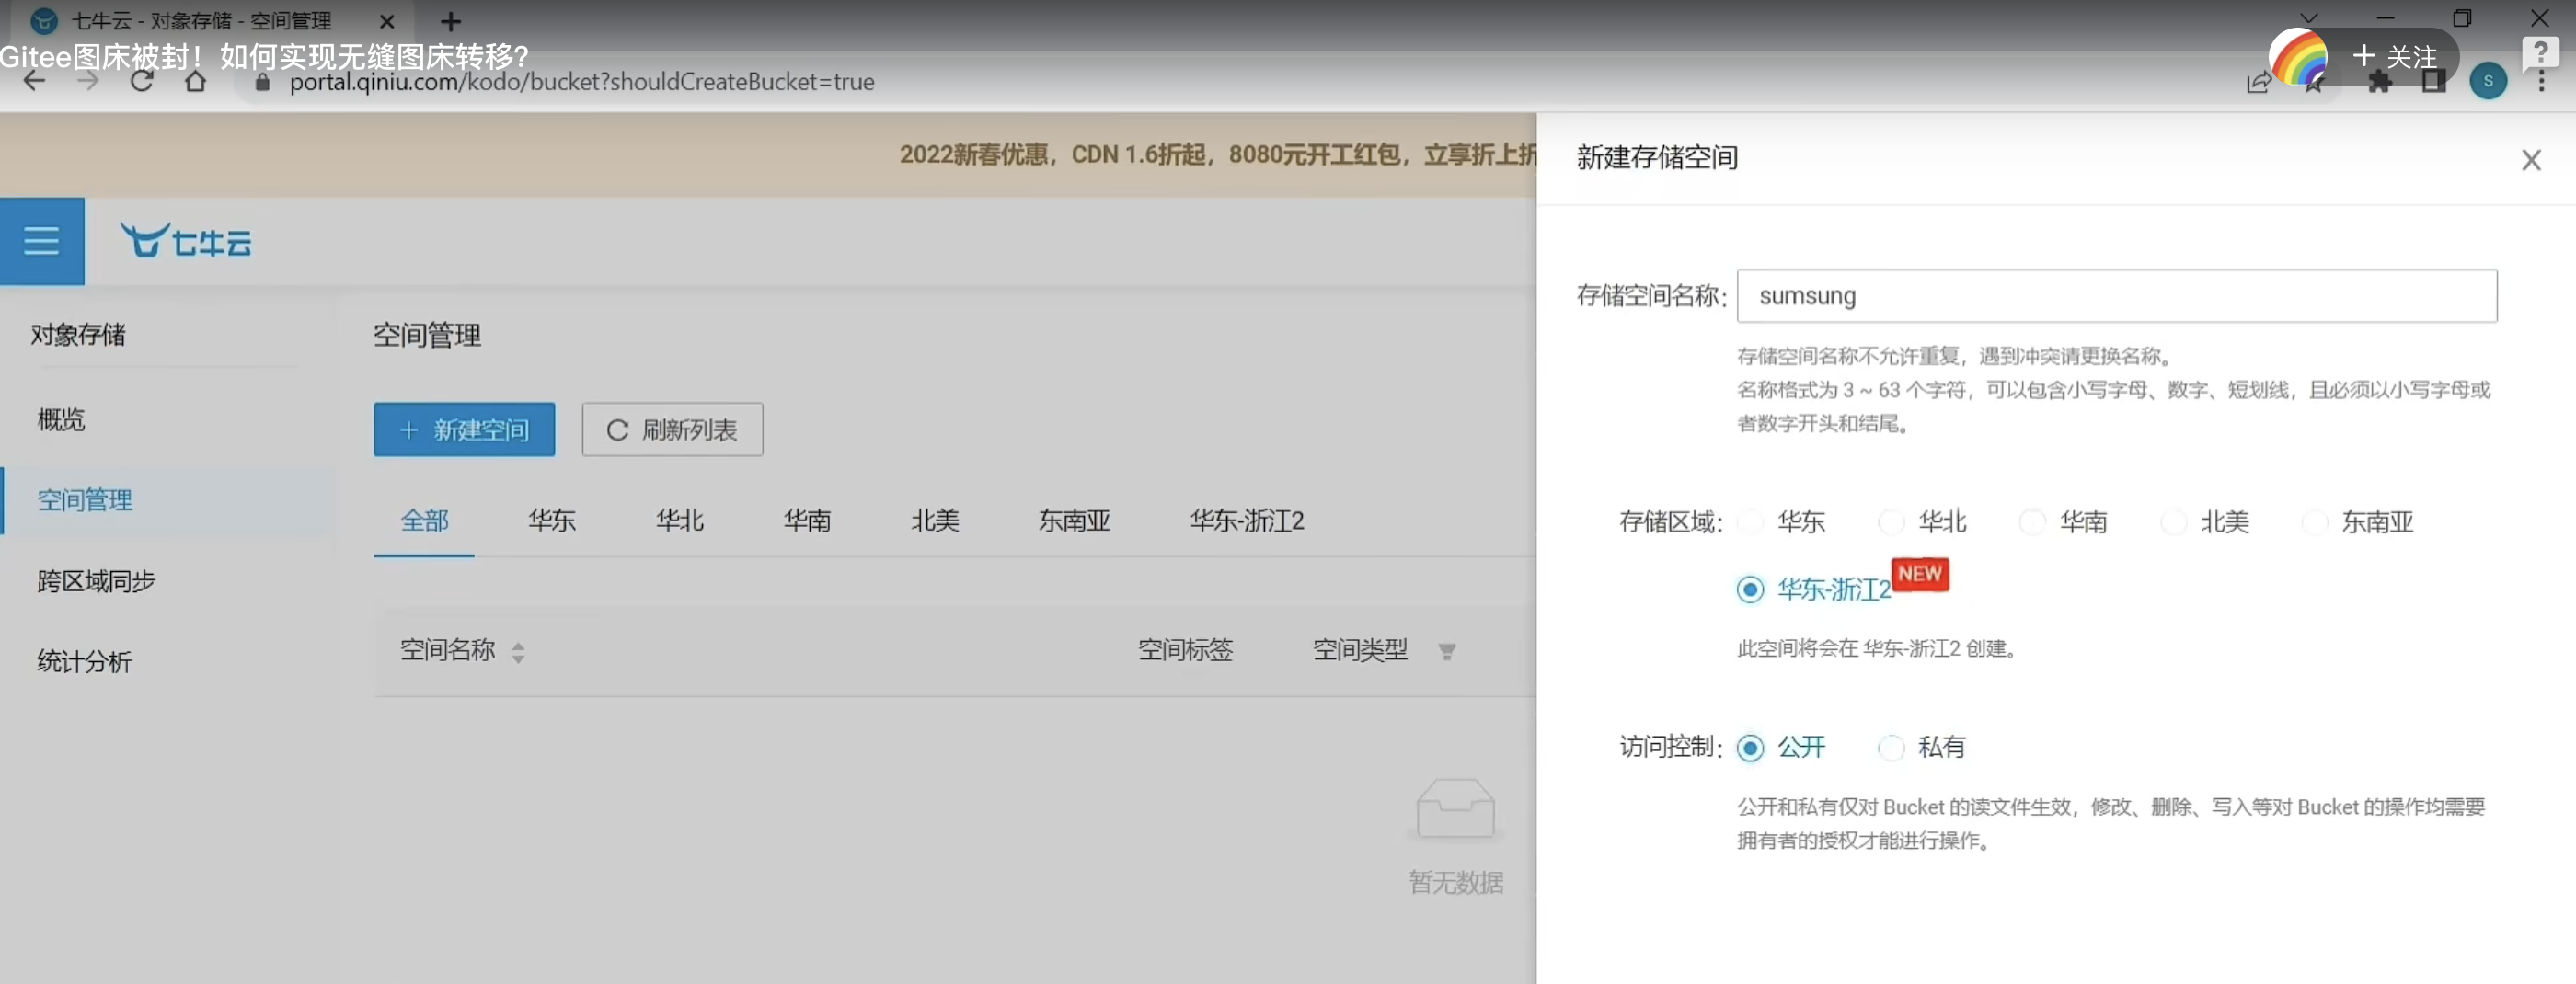 七牛云 - 对象存储 - 空间管理
Gitee图床被封！如何实现无缝图床转移?
+ 关注
portal.qiniu.com/kodo/bucket?shouldCreateBucket=true
S
2022新春优惠，CDN 1.6折起，8080元开工红包，立享折上折
七牛云
对象存储
概览
空间管理
跨区域同步
统计分析
空间管理
+ 新建空间
刷新列表
全部 华东 华北 华南 北美 东南亚 华东-浙江2
空间名称 空间标签 空间类型
暂无数据
新建存储空间
存储空间名称: sumsung
存储空间名称不允许重复，遇到冲突请更换名称。
名称格式为 3 ~ 63 个字符，可以包含小写字母、数字、短划线，且必须以小写字母或
者数字开头和结尾。
存储区域: 华东 华北 华南 北美 东南亚
华东-浙江2 NEW
此空间将会在 华东-浙江2 创建。
访问控制: 公开 私有
公开和私有仅对 Bucket 的读文件生效，修改、删除、写入等对 Bucket 的操作均需要
拥有者的授权才能进行操作。